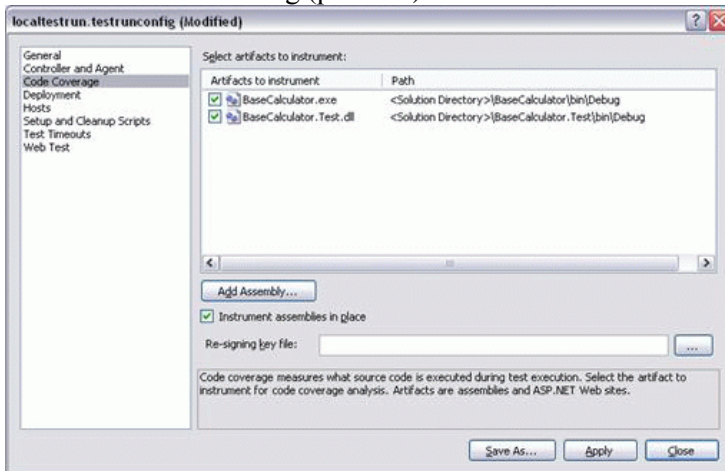 localtestrun.testrunconfig (Modified)
General
Controller and Agent
Code Coverage
Deployment
Hosts
Setup and Cleanup Scripts
Test Timeouts
Web Test
Select artifacts to instrument:
Artifacts to instrument Path
BaseCalculator.exe <Solution Directory>\BaseCalculator\bin\Debug
BaseCalculator.Test.dll <Solution Directory>\BaseCalculator.Test\bin\Debug
Add Assembly...
Instrument assemblies in place
Re-signing key file:
...
Code coverage measures what source code is executed during test execution. Select the artifact to
instrument for code coverage analysis. Artifacts are assemblies and ASP.NET Web sites.
Save As... Apply Close